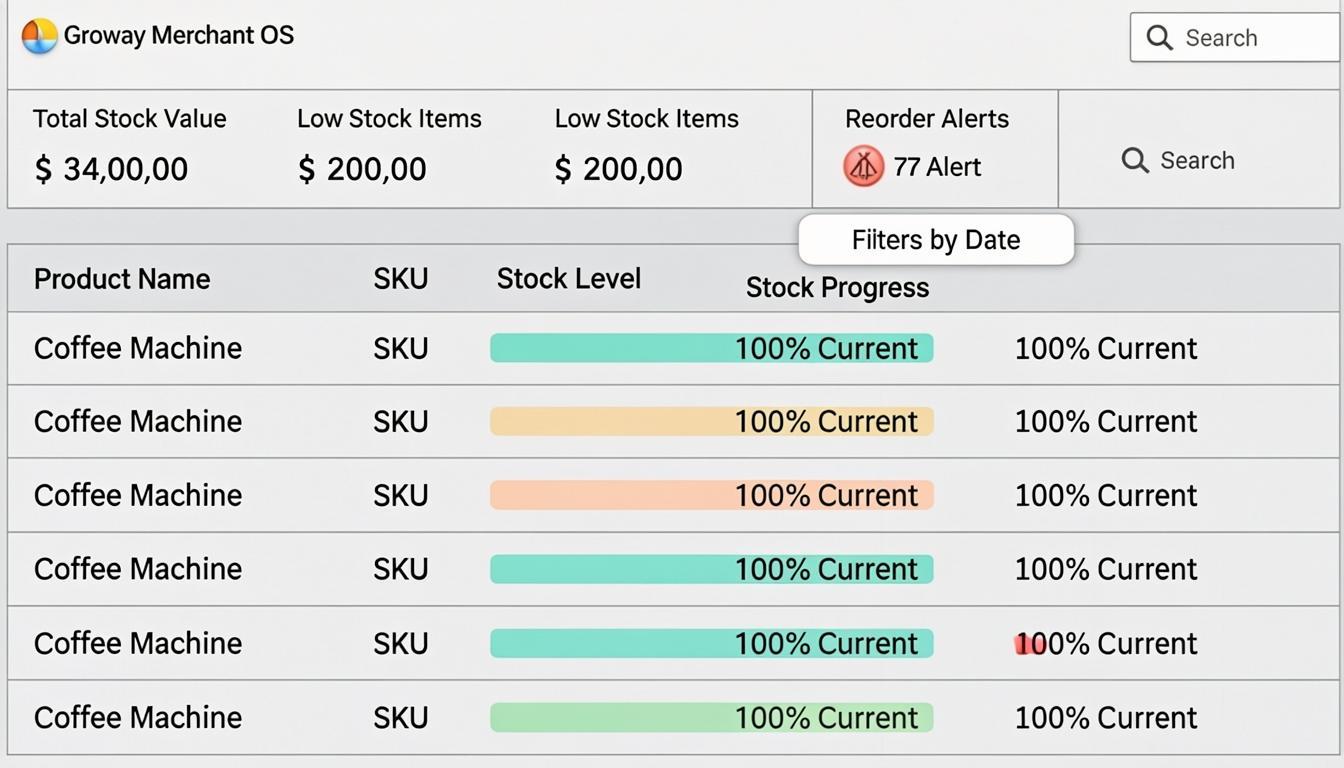 Groway Merchant OS
Search
Total Stock Value
Low Stock Items
Low Stock Items
Reorder Alerts
$ 34,00,00
$ 200,00
$ 200,00
77 Alert
Search
Fiïters by Date
Product Name
SKU
Stock Level
Stock Progress
Coffee Machine SKU 100% Current 100% Current
Coffee Machine SKU 100% Current 100% Current
Coffee Machine SKU 100% Current 100% Current
Coffee Machine SKU 100% Current 100% Current
Coffee Machine SKU 100% Current 100% Current
Coffee Machine SKU 100% Current 100% Current